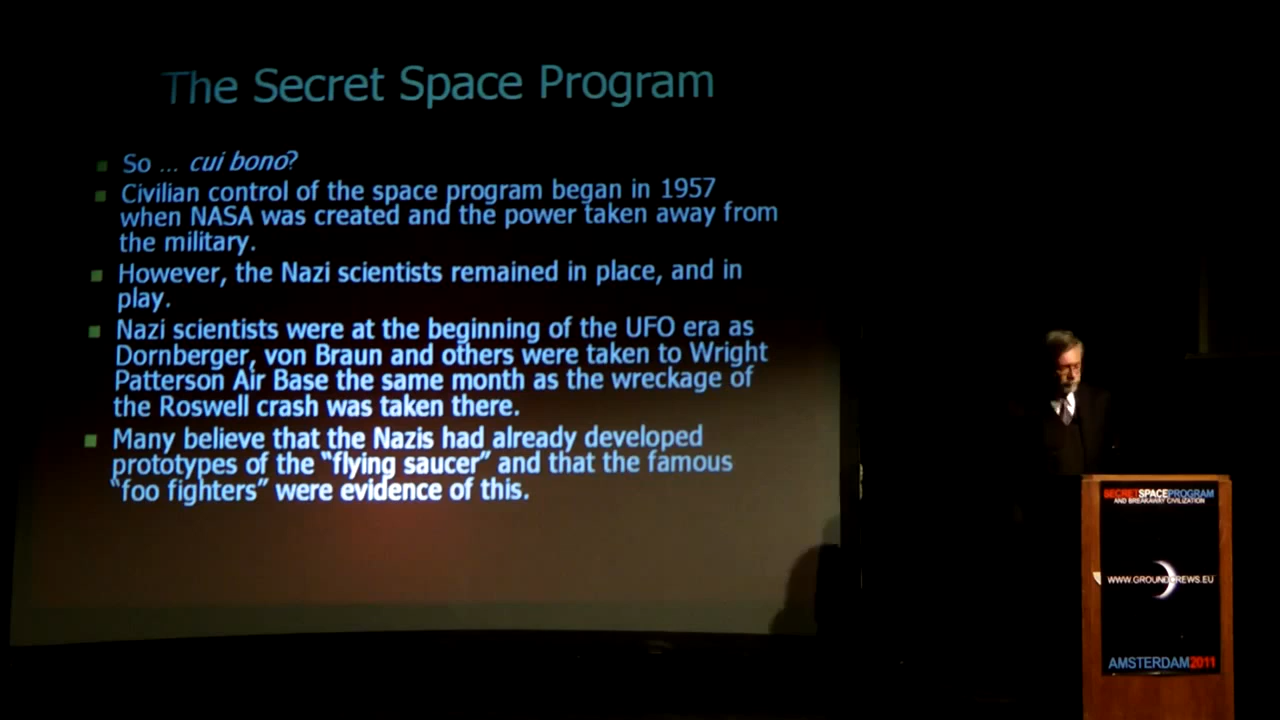 The Secret Space Program
So ... cui bono?
Civilian control of the space program began in 1957
when NASA was created and the power taken away from
the military.
However, the Nazi scientists remained in place, and in
play.
Nazi scientists were at the beginning of the UFO era as
Dornberger, von Braun and others were taken to Wright
Patterson Air Base the same month as the wreckage of
the Roswell crash was taken there.
Many believe that the Nazis had already developed
prototypes of the “flying saucer” and that the famous
“foo fighters” were evidence of this.
SECRETSPACEPROGRAM
AND BREAKAWAY CIVILIZATION
WWW.GROUNDCREWS.EU
AMSTERDAM2011